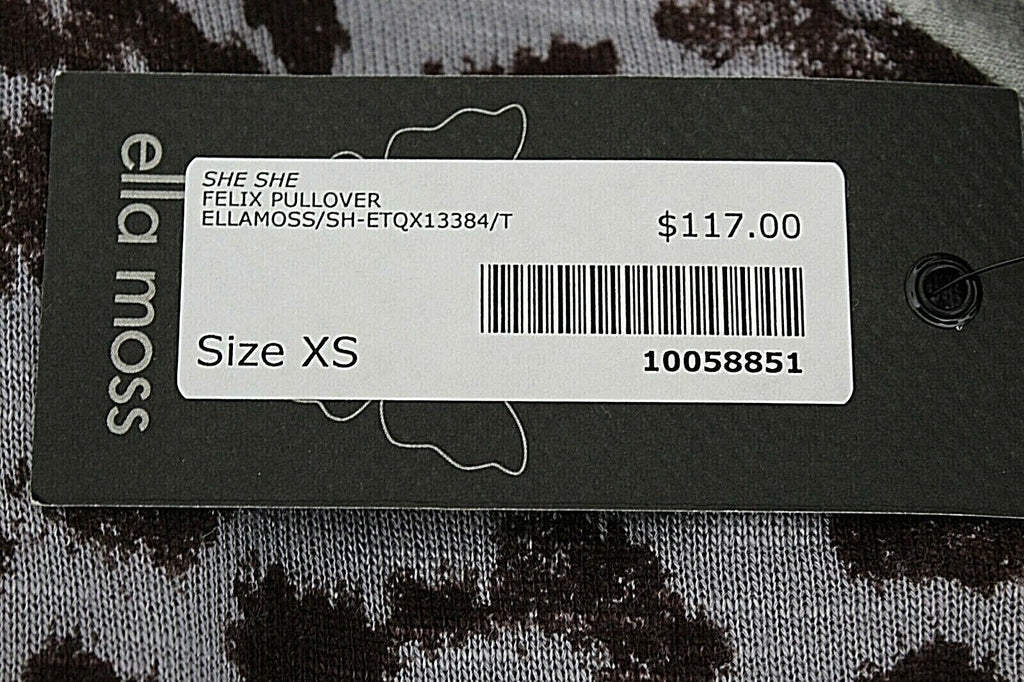 ella moss
SHE SHE
FELIX PULLOVER
ELLAMOSS/SH-ETQX13384/T
$117.00
Size XS
10058851